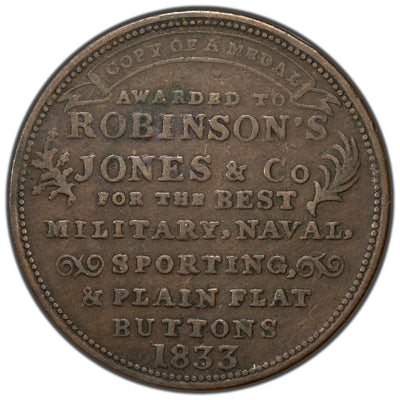 COPY OF A MEDAL
AWARDED TO
ROBINSON'S
JONES & Co
FOR THE BEST
MILITARY, NAVAL,
SPORTING,
& PLAIN FLAT
BUTTONS
1833